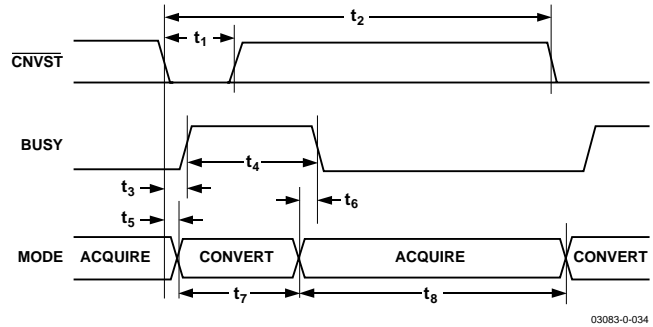 t2
t1
CNVST
BUSY
t4
t3
t6
t5
MODE ACQUIRE CONVERT ACQUIRE CONVERT
t7 t8
03083-0-034